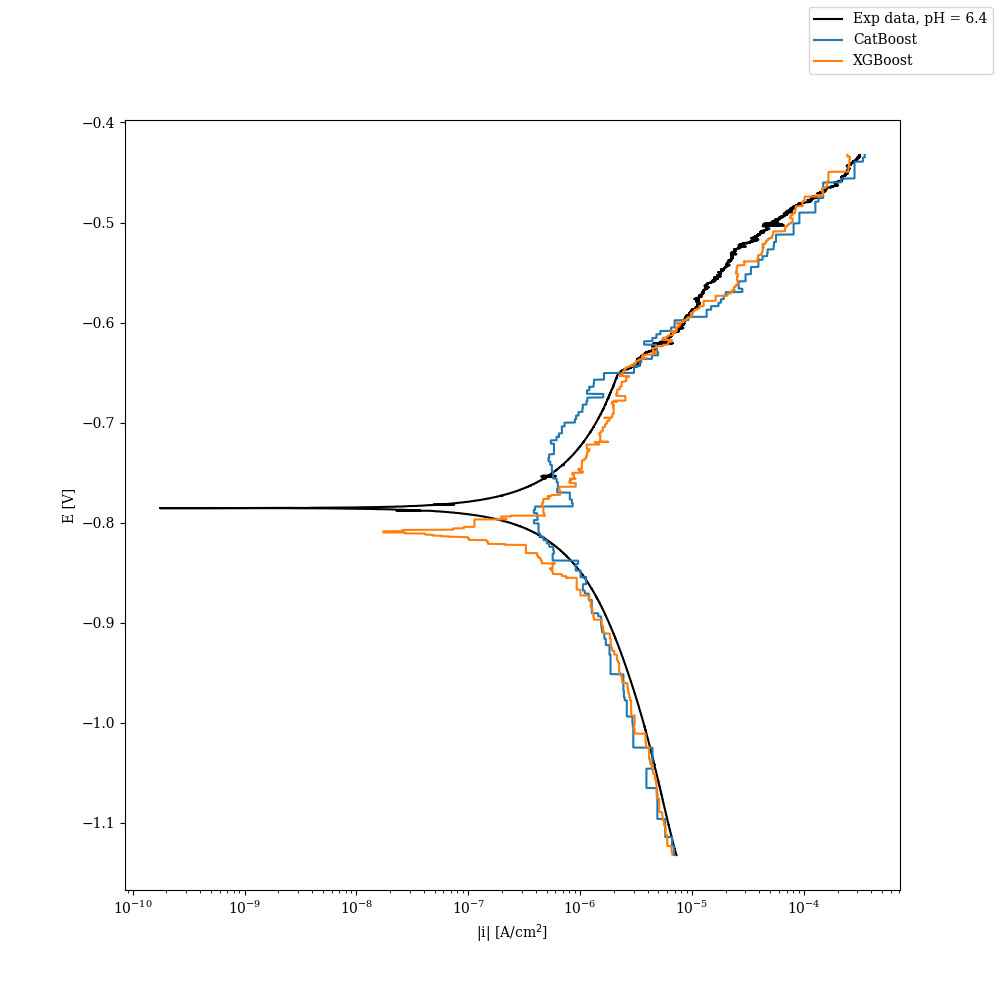 Exp data, pH = 6.4
CatBoost
XGBoost
−0.4
−0.5
−0.6
−0.7
−0.8
−0.9
−1.0
−1.1
E [V]
10⁻¹⁰ 10⁻⁹ 10⁻⁸ 10⁻⁷ 10⁻⁶ 10⁻⁵ 10⁻⁴
|i| [A/cm²]